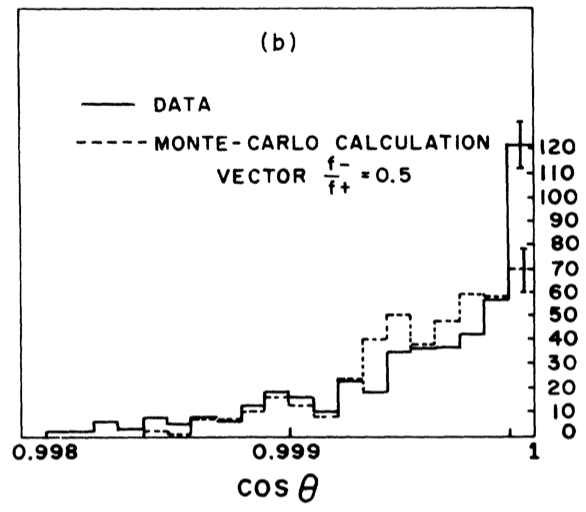 (b)
DATA
MONTE-CARLO CALCULATION
VECTOR f-/f+ = 0.5
120
110
100
90
80
70
60
50
40
30
20
10
0
0.998 0.999 1
COS θ